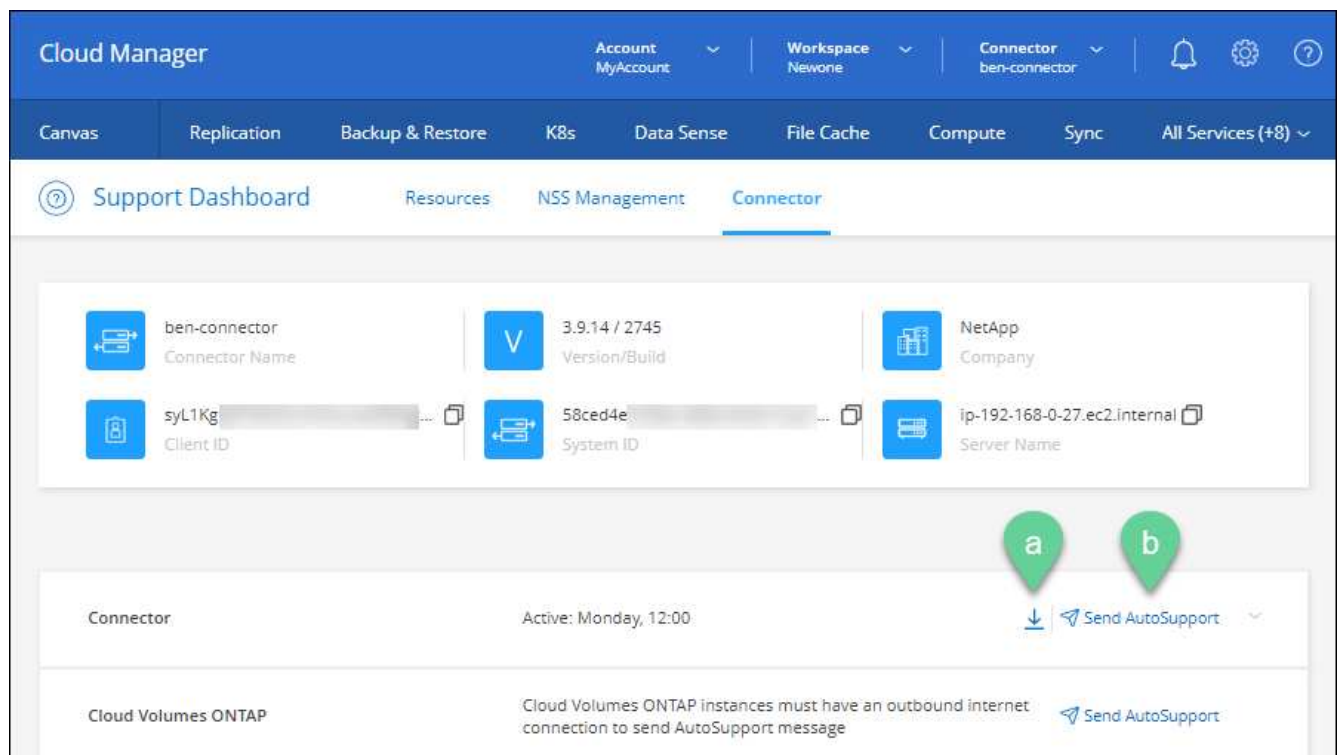 Cloud Manager
Account
MyAccount
Workspace
Newone
Connector
ben-connector
Canvas Replication Backup & Restore K8s Data Sense File Cache Compute Sync All Services (+8)
Support Dashboard Resources NSS Management Connector
ben-connector
Connector Name
V
3.9.14 / 2745
Version/Build
NetApp
Company
syL1Kg ...
Client ID
58ced4e ...
System ID
ip-192-168-0-27.ec2.internal
Server Name
a b
Connector Active: Monday, 12:00 Send AutoSupport
Cloud Volumes ONTAP
Cloud Volumes ONTAP instances must have an outbound internet
connection to send AutoSupport message
Send AutoSupport